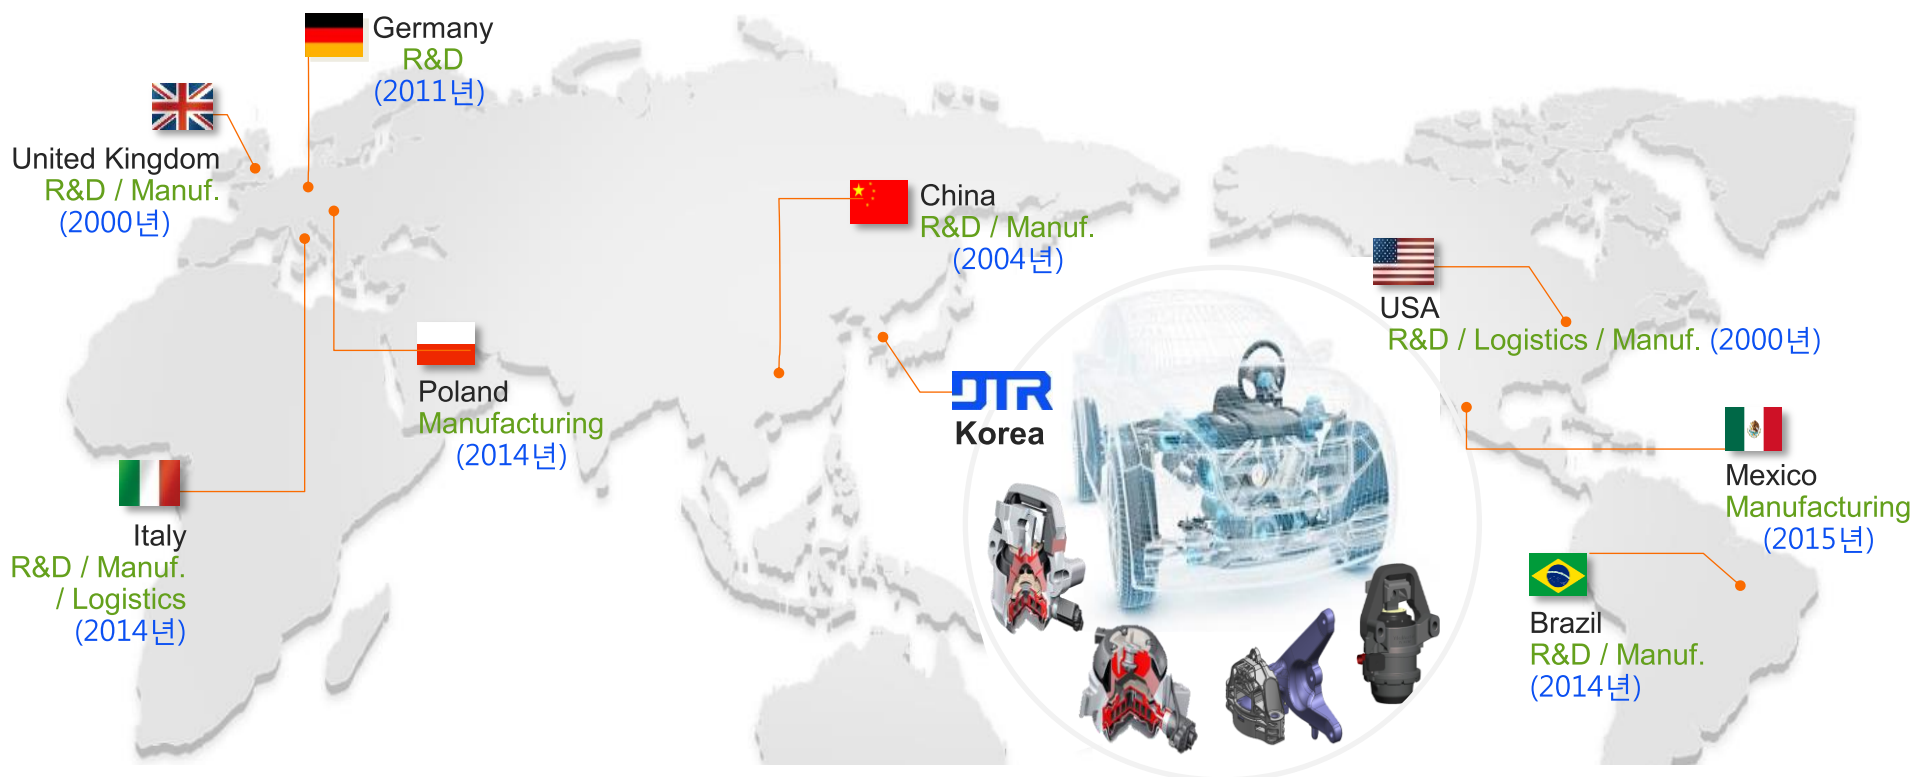 Germany
R&D
(2011년)
United Kingdom
R&D / Manuf.
(2000년)
China
R&D / Manuf.
(2004년)
USA
R&D / Logistics / Manuf. (2000년)
Poland
Manufacturing
(2014년)
DTR
Korea
Mexico
Manufacturing
(2015년)
Italy
R&D / Manuf.
/ Logistics
(2014년)
Brazil
R&D / Manuf.
(2014년)